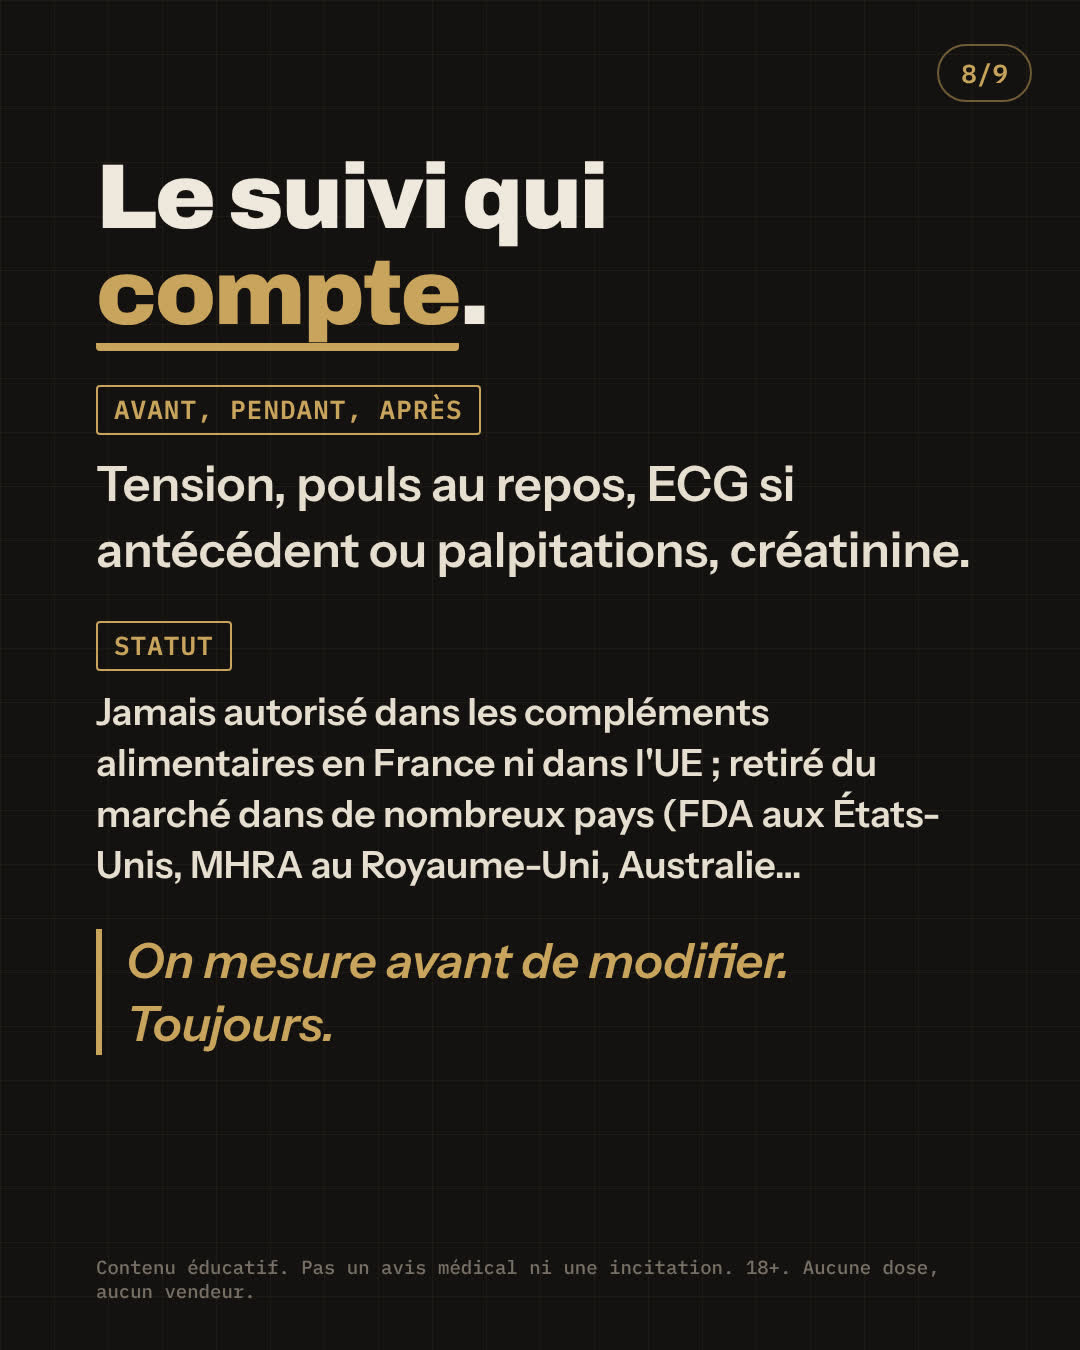 8/9
Le suivi qui
compte.
AVANT, PENDANT, APRÈS
Tension, pouls au repos, ECG si
antécédent ou palpitations, créatinine.
STATUT
Jamais autorisé dans les compléments
alimentaires en France ni dans l'UE ; retiré du
marché dans de nombreux pays (FDA aux États-
Unis, MHRA au Royaume-Uni, Australie...
On mesure avant de modifier.
Toujours.
Contenu éducatif. Pas un avis médical ni une incitation. 18+. Aucune dose,
aucun vendeur.